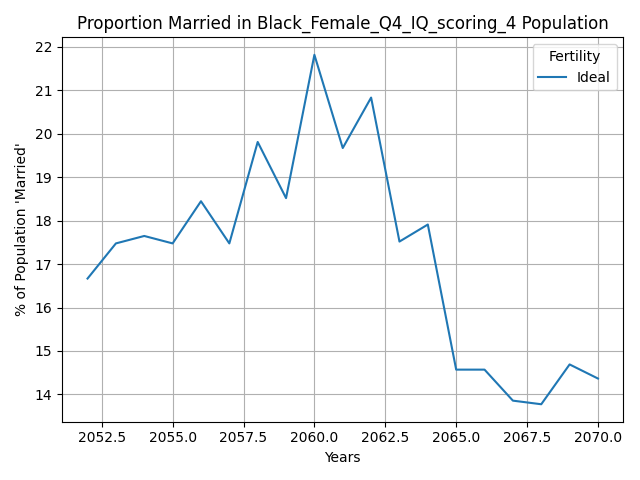 Proportion Married in Black_Female_Q4_IQ_scoring_4 Population
Fertility
Ideal
22
21
20
19
18
17
16
15
14
% of Population 'Married'
2052.5 2055.0 2057.5 2060.0 2062.5 2065.0 2067.5 2070.0
Years